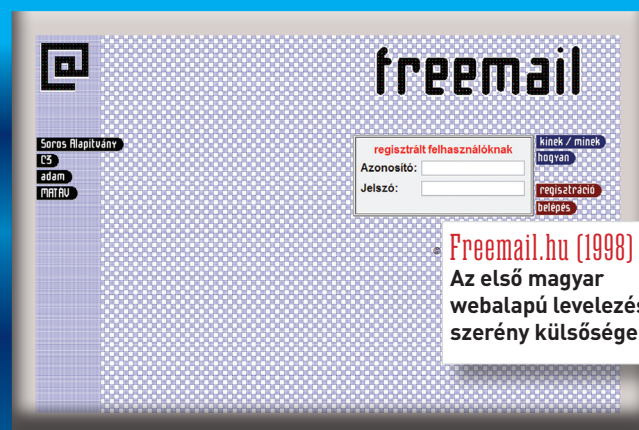 @
freemail
Soros Alapítvány
C3
adam
MATÁV
regisztrált felhasználóknak
Azonosító:
Jelszó:
kinek / minek
hogyan
regisztráció
belépés
©
Freemail.hu (1998)
Az első magyar
webalapú levelezés
szerény külsősége